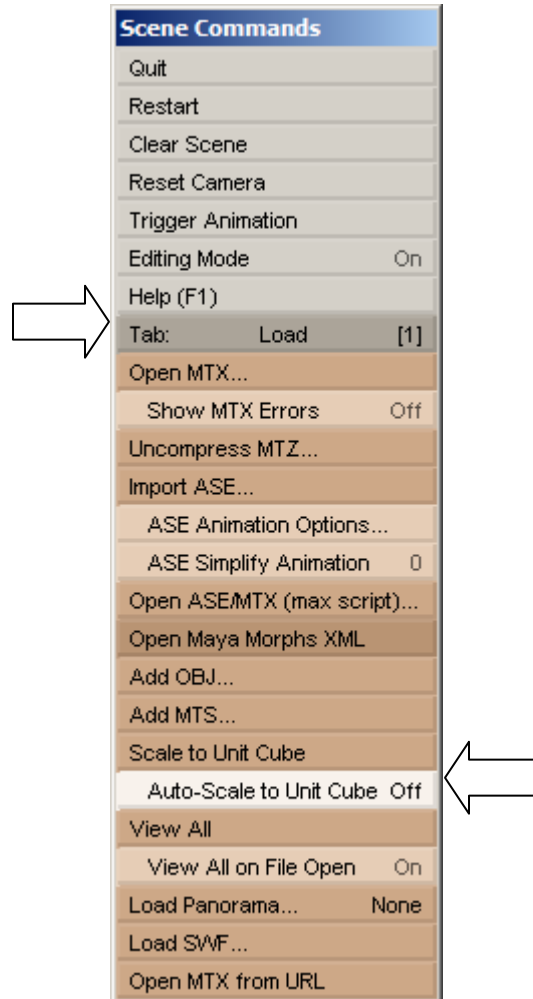 Scene Commands
Quit
Restart
Clear Scene
Reset Camera
Trigger Animation
Editing Mode On
Help (F1)
Tab: Load [1]
Open MTX...
Show MTX Errors Off
Uncompress MTZ...
Import ASE...
ASE Animation Options...
ASE Simplify Animation 0
Open ASE/MTX (max script)...
Open Maya Morphs XML
Add OBJ...
Add MTS...
Scale to Unit Cube
Auto-Scale to Unit Cube Off
View All
View All on File Open On
Load Panorama... None
Load SWF...
Open MTX from URL